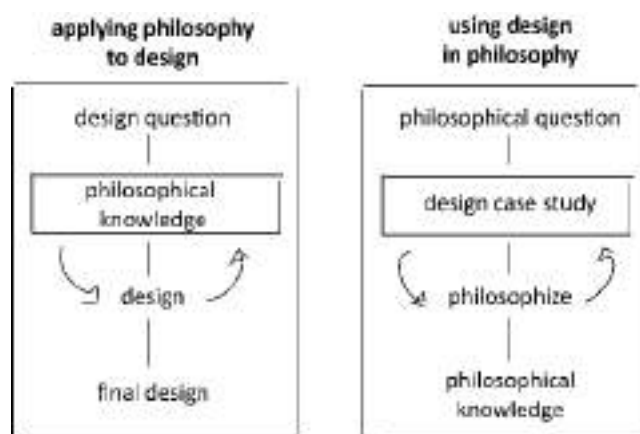 applying philosophy
to design
design question
philosophical
knowledge
design
final design
using design
in philosophy
philosophical question
design case study
philosophize
philosophical
knowledge